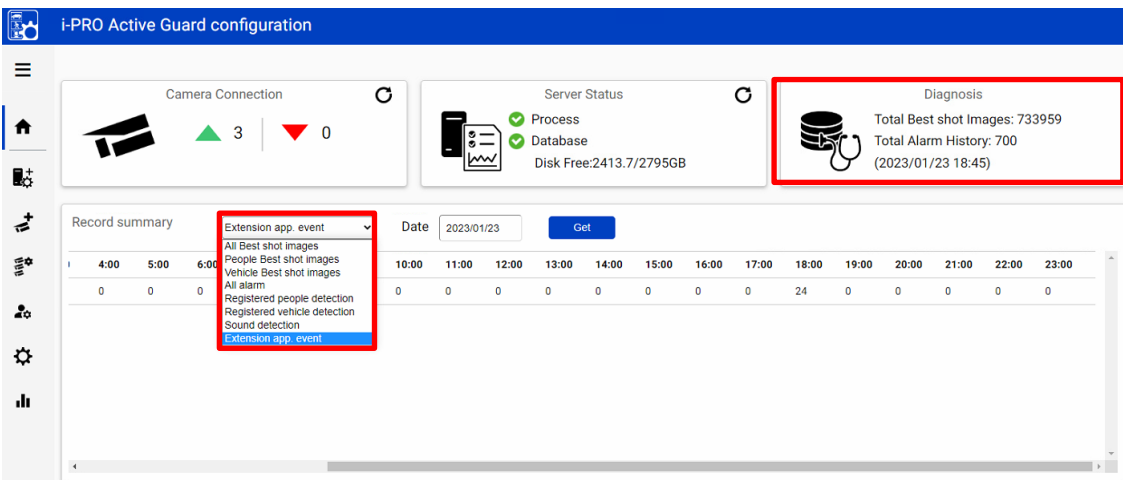 i-PRO Active Guard configuration
Camera Connection
3
0
Server Status
Process
Database
Disk Free:2413.7/2795GB
Diagnosis
Total Best shot Images: 733959
Total Alarm History: 700
(2023/01/23 18:45)
Record summary
Extension app. event
Date
2023/01/23
Get
All Best shot images
People Best shot images
Vehicle Best shot images
All alarm
Registered people detection
Registered vehicle detection
Sound detection
Extension app. event
4:00 5:00 6:00 10:00 11:00 12:00 13:00 14:00 15:00 16:00 17:00 18:00 19:00 20:00 21:00 22:00 23:00
0 0 0 0 0 0 0 0 0 0 0 24 0 0 0 0 0